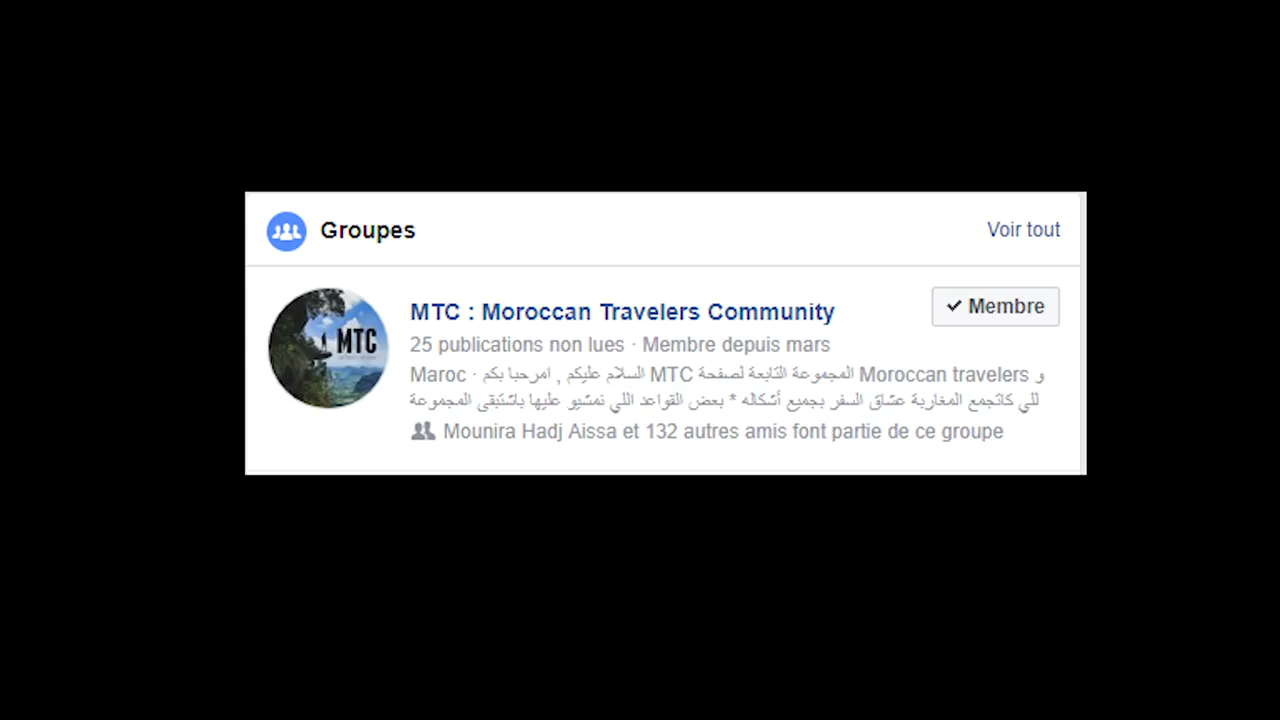 Groupes
Voir tout
MTC
MTC : Moroccan Travelers Community
Membre
25 publications non lues · Membre depuis mars
Maroc · السلام عليكم , امرحبا بكم MTC المجموعة التابعة لصفحة Moroccan travelers و
للي كاتجمع المغاربة عشاق السفر بجميع أشكاله * بعض القواعد اللي نمشيو عليها باشتبقى المجموعة
Mounira Hadj Aissa et 132 autres amis font partie de ce groupe